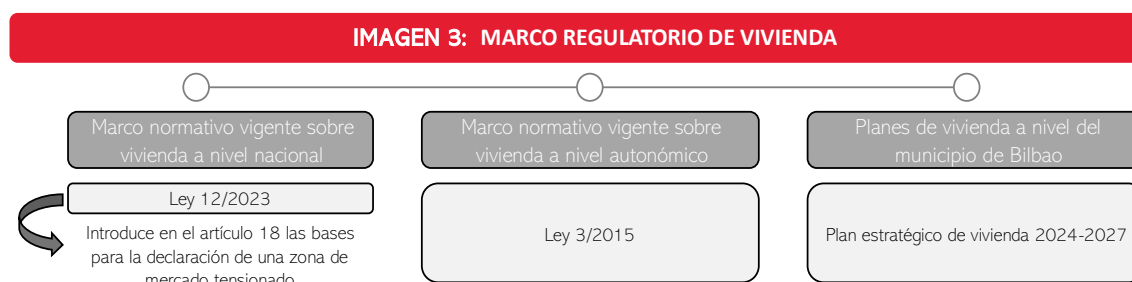 IMAGEN 3: MARCO REGULATORIO DE VIVIENDA
Marco normativo vigente sobre
vivienda a nivel nacional
Marco normativo vigente sobre
vivienda a nivel autonómico
Planes de vivienda a nivel del
municipio de Bilbao
Ley 12/2023
Introduce en el artículo 18 las bases
para la declaración de una zona de
mercado tensionado
Ley 3/2015
Plan estratégico de vivienda 2024-2027